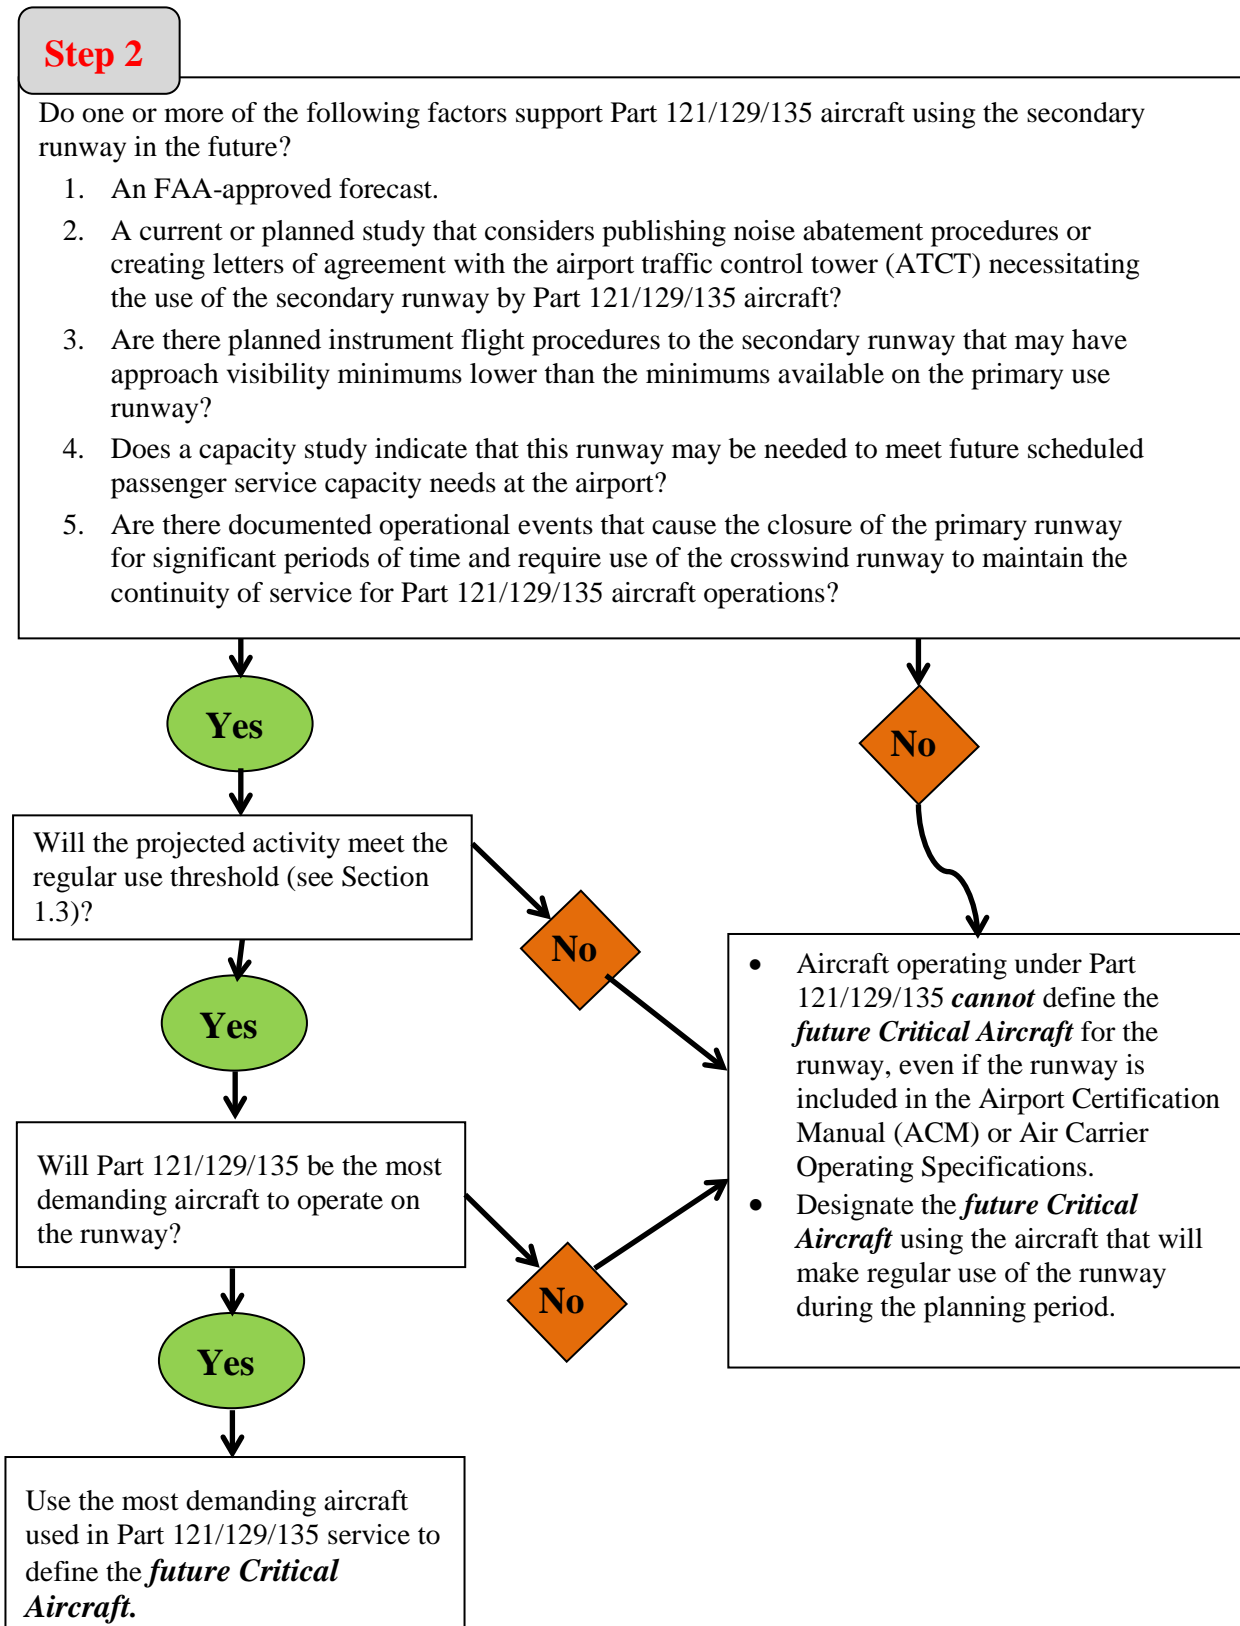 Step 2
Do one or more of the following factors support Part 121/129/135 aircraft using the secondary
runway in the future?
1. An FAA-approved forecast.
2. A current or planned study that considers publishing noise abatement procedures or
creating letters of agreement with the airport traffic control tower (ATCT) necessitating
the use of the secondary runway by Part 121/129/135 aircraft?
3. Are there planned instrument flight procedures to the secondary runway that may have
approach visibility minimums lower than the minimums available on the primary use
runway?
4. Does a capacity study indicate that this runway may be needed to meet future scheduled
passenger service capacity needs at the airport?
5. Are there documented operational events that cause the closure of the primary runway
for significant periods of time and require use of the crosswind runway to maintain the
continuity of service for Part 121/129/135 aircraft operations?
Yes
No
Will the projected activity meet the
regular use threshold (see Section
1.3)?
No
Yes
Will Part 121/129/135 be the most
demanding aircraft to operate on
the runway?
No
Yes
Use the most demanding aircraft
used in Part 121/129/135 service to
define the future Critical
Aircraft.
• Aircraft operating under Part
121/129/135 cannot define the
future Critical Aircraft for the
runway, even if the runway is
included in the Airport Certification
Manual (ACM) or Air Carrier
Operating Specifications.
• Designate the future Critical
Aircraft using the aircraft that will
make regular use of the runway
during the planning period.